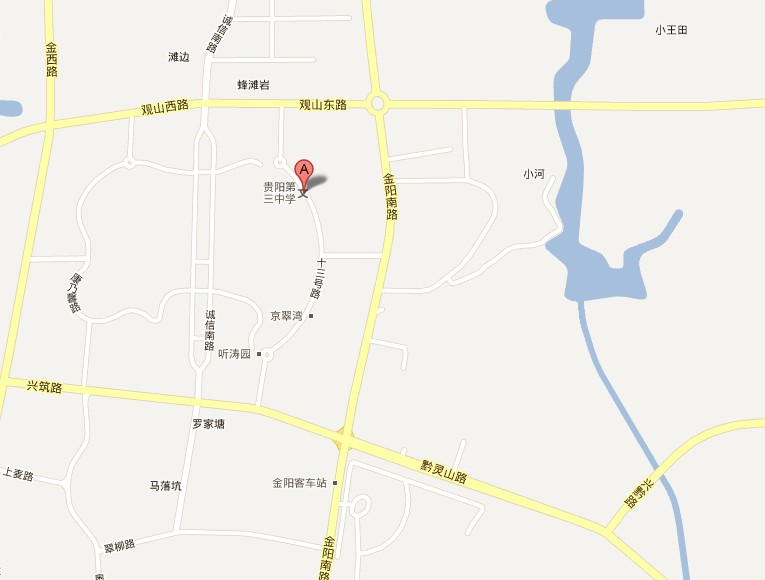 诚信南路
小王田
金西路
滩边
蜂滩岩
观山西路
观山东路
A
小河
贵阳第
三中学
金阳南路
康乃馨路
十三号路
诚信南路
京翠湾
听涛园
兴筑路
罗家塘
上麦路
马落坑
金阳客车站
黔灵山路
兴黔路
翠柳路
金阳南路